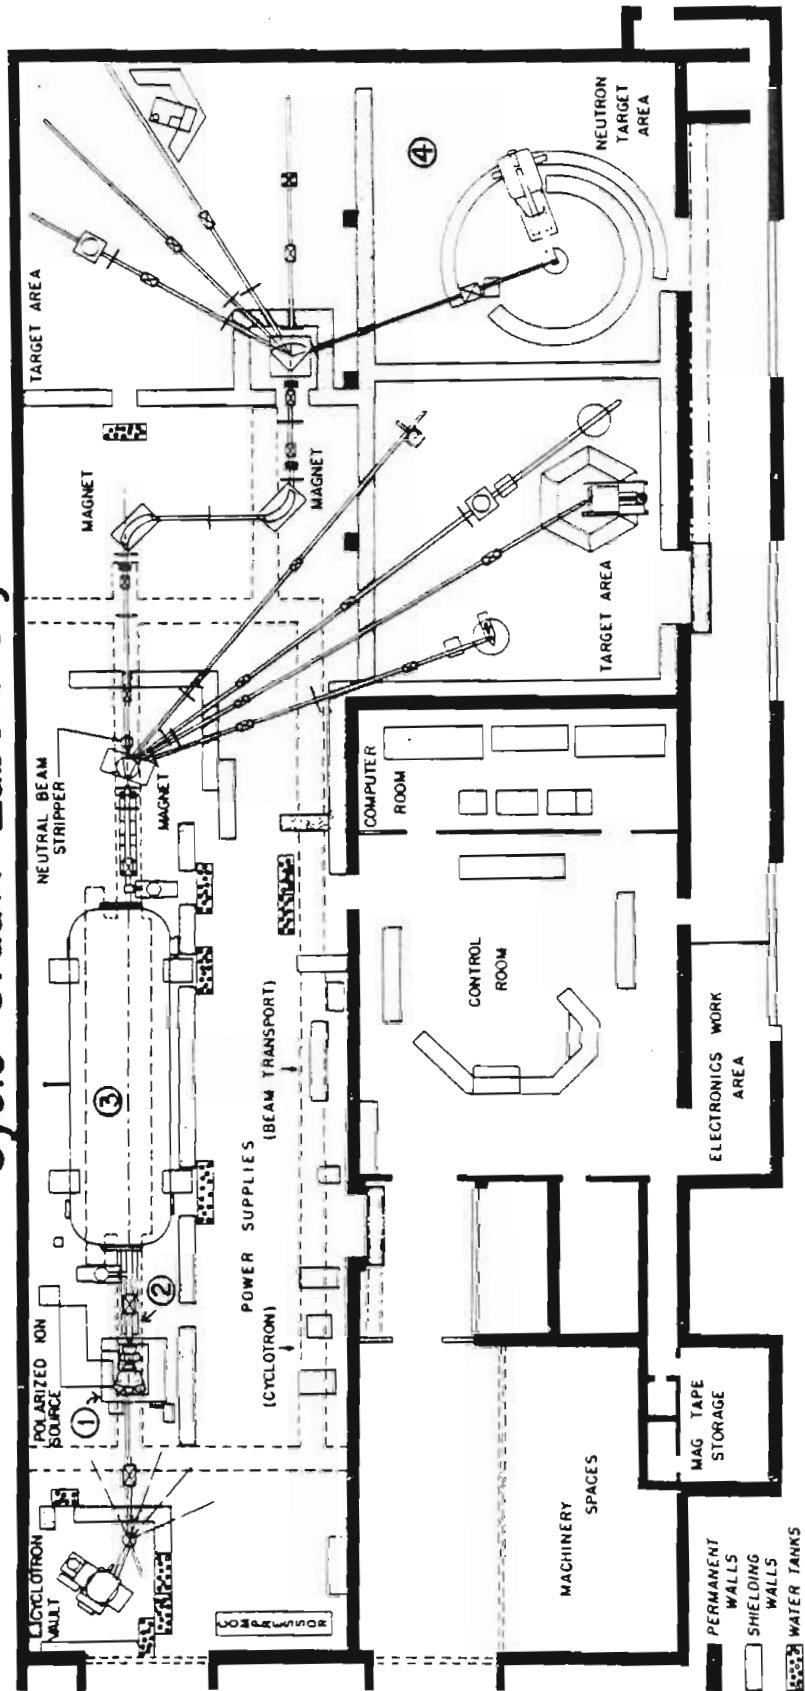 CYCLOTRON
VAULT
COMPRESSOR
POLARIZED ION
SOURCE
①
②
③
POWER SUPPLIES
(CYCLOTRON)
(BEAM TRANSPORT)
NEUTRAL BEAM
STRIPPER
MAGNET
MAGNET
MAGNET
TARGET AREA
④
NEUTRON
TARGET
AREA
TARGET AREA
COMPUTER
ROOM
CONTROL
ROOM
ELECTRONICS WORK
AREA
MACHINERY
SPACES
MAG TAPE
STORAGE
PERMANENT
WALLS
SHIELDING
WALLS
WATER TANKS